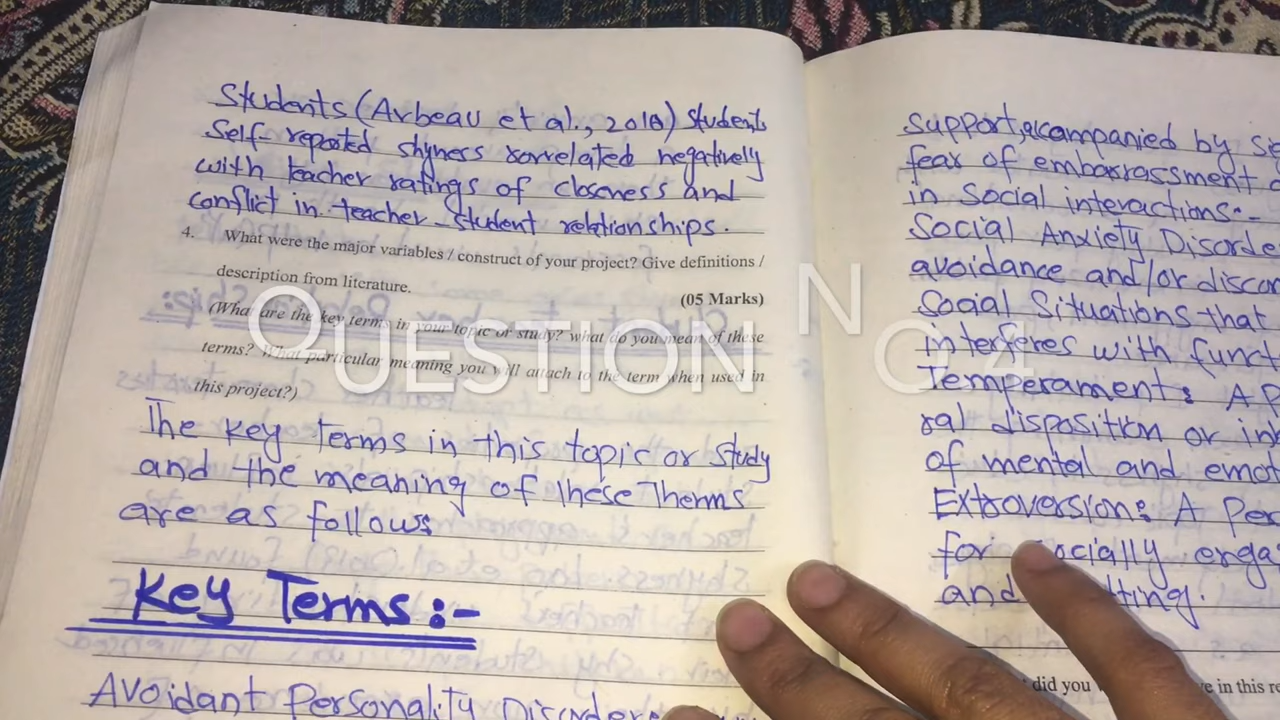 Students (Arbeau et al., 2010) students
Self reported shyness correlated negatively
with teacher ratings of closeness and
conflict in teacher-student relationships.
4. What were the major variables / construct of your project? Give definitions /
description from literature.
(05 Marks)
(What are the key terms in your topic or study? what do you mean of these
terms? What particular meaning you will attach to the term when used in
this project?)
QUESTION NO 4
The Key Terms in this topic or study
and the meaning of these Therms
are as follows
Key Terms:-
Avoidant Personality
support, accompanied by
fear of embarrassment
in Social interactions:-
Social Anxiety
avoidance and/or
Social Situations that
interferes with
Temperament: A
ral disposition or
of mental and
Extroversion: A
for socially
and
did you
in this